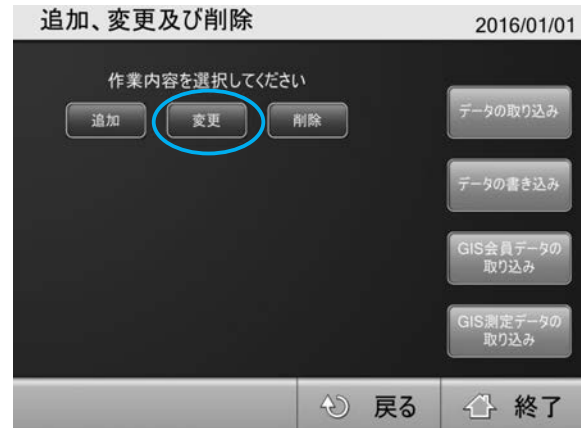 追加、変更及び削除
2016/01/01
作業内容を選択してください
追加
変更
削除
データの取り込み
データの書き込み
GIS会員データの
取り込み
GIS測定データの
取り込み
戻る
終了